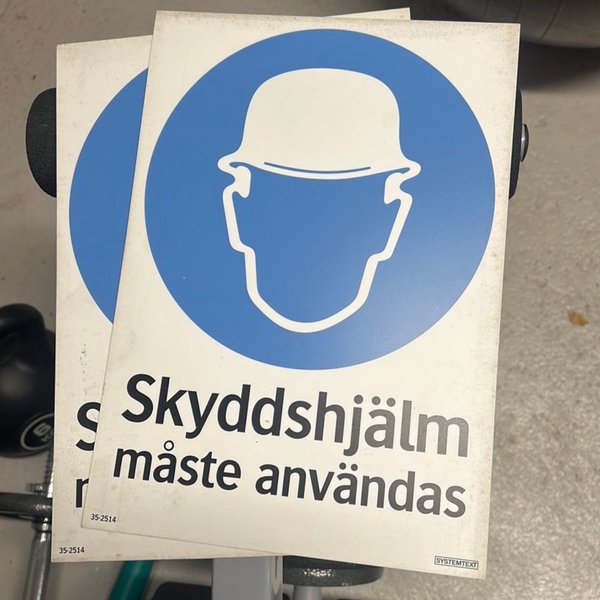 Skyddshjälm
måste användas
35-2514
SYSTEMTEXT
S
35-2514